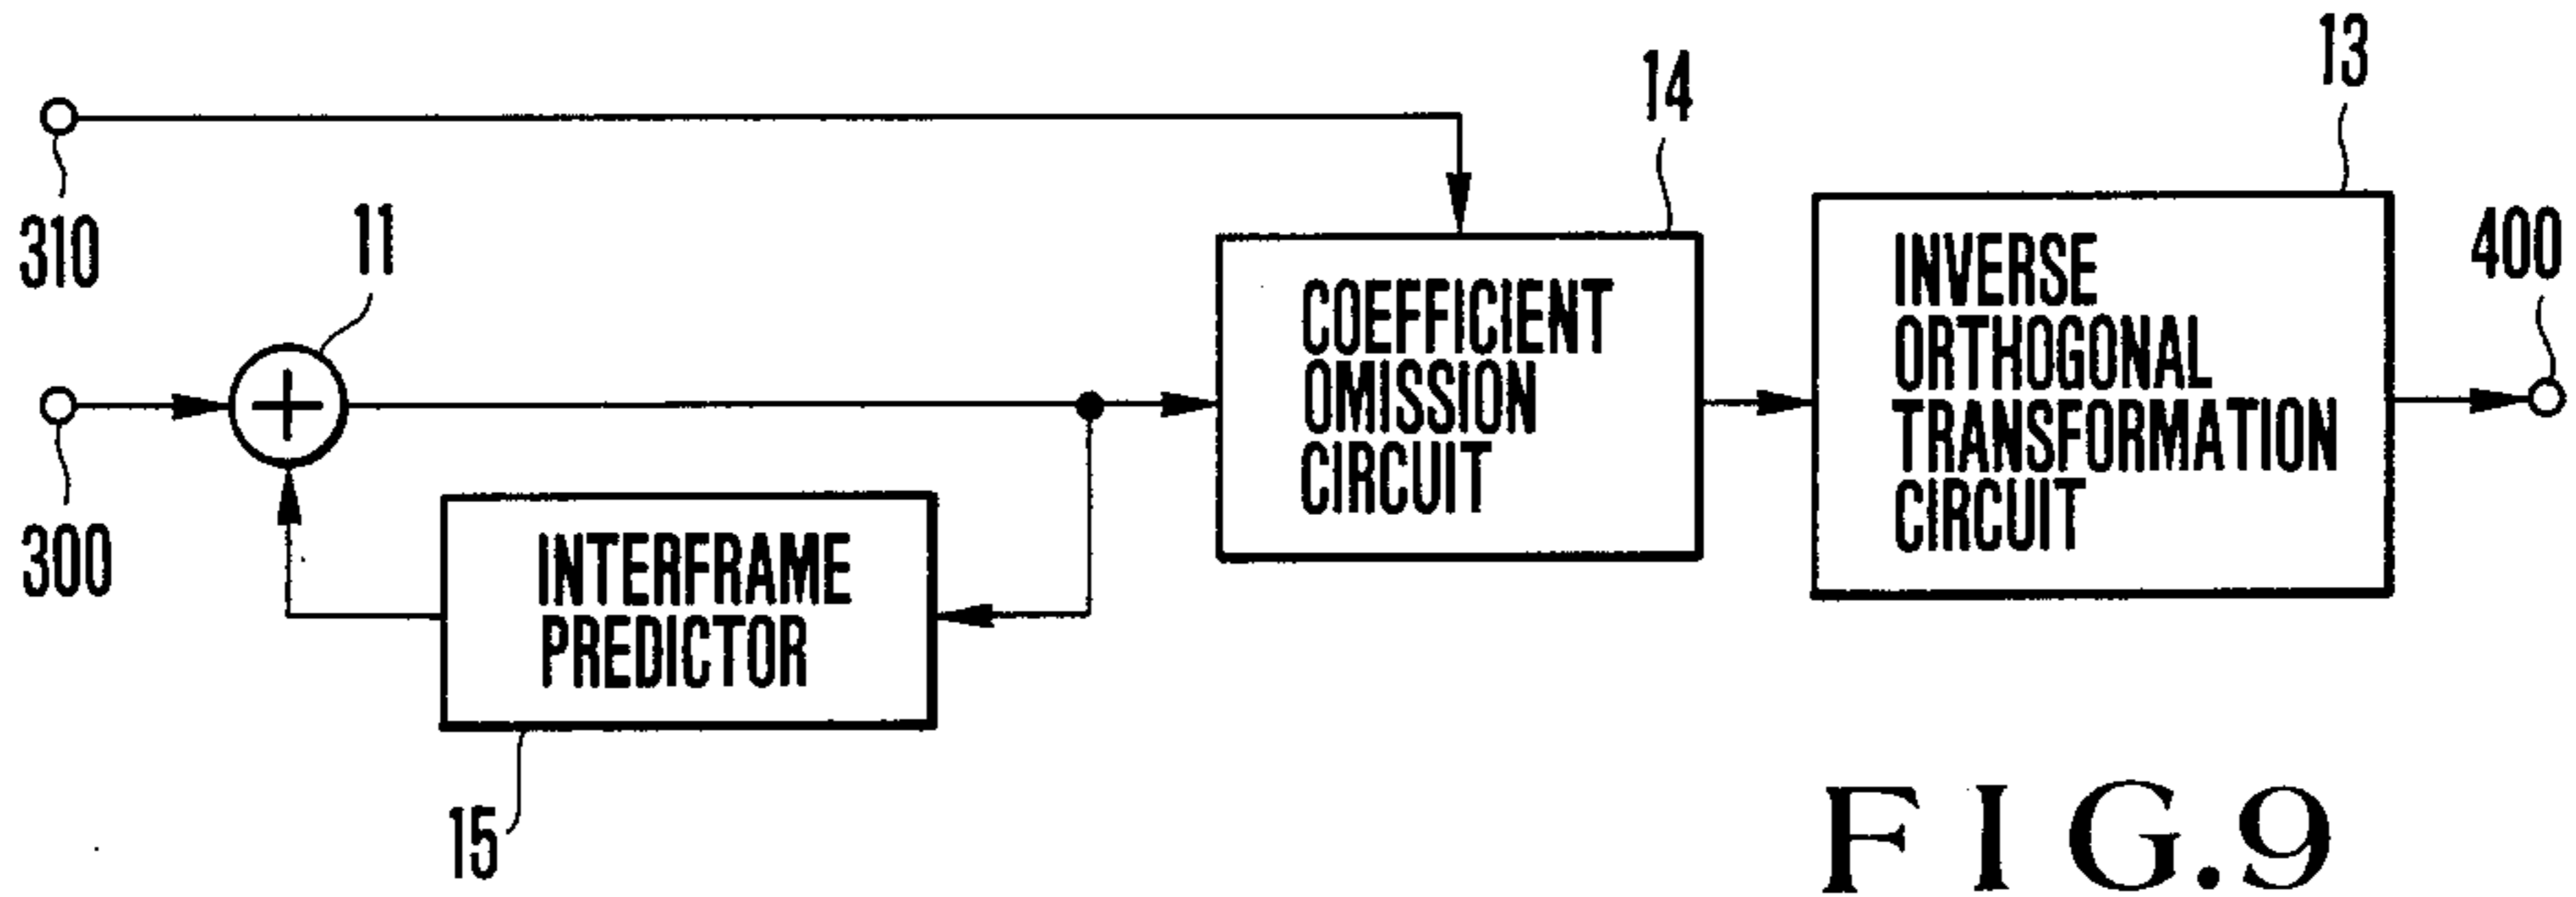 13
14
310
11
400
300
COEFFICIENT
OMISSION
CIRCUIT
INVERSE
ORTHOGONAL
TRANSFORMATION
CIRCUIT
INTERFRAME
PREDICTOR
15
FIG.9